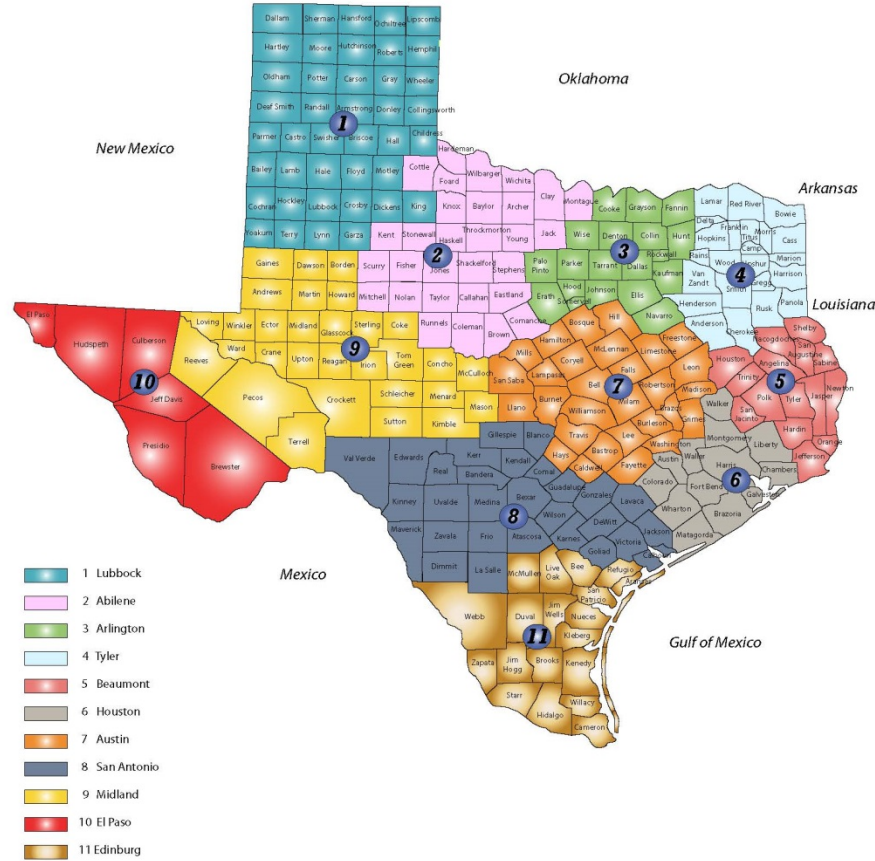 Dallam Sherman Hansford Ochiltree Lipscomb
Hartley Moore Hutchinson Roberts Hemphill
Oldham Potter Carson Gray Wheeler
Deaf Smith Randall Armstrong Donley Collingsworth
1
Parmer Castro Swisher Briscoe Hall Childress
Bailey Lamb Hale Floyd Motley
Cochran Hockley Lubbock Crosby Dickens King
Yoakum Terry Lynn Garza
Oklahoma
New Mexico
Arkansas
Louisiana
Hardeman
Cottle Foard Wilbarger Wichita
Knox Baylor Archer Clay Montague
Kent Stonewall Haskell Throckmorton Young Jack
2
Scurry Fisher Jones Shackelford Stephens
Mitchell Nolan Taylor Callahan Eastland
Runnels Coleman Brown Comanche
Cooke Grayson Fannin
Wise Denton Collin Hunt
3
Rockwall
Palo
Pinto
Parker Tarrant Dallas Kaufman
Erath Hood Somervell Johnson Ellis Navarro
Lamar Red River Bowie
Delta Franklin Titus Morris Cass
Hopkins Camp Marion
Rains Wood Upshur Harrison
4
Van
Zandt
Smith Gregg Panola
Henderson Rusk
Anderson Cherokee
Gaines Dawson Borden
Andrews Martin Howard
Loving Winkler Ector Midland Glasscock Sterling Coke
9
Reeves Ward Crane Upton Reagan Irion
Tom
Green
Concho McCulloch
Pecos Crockett Schleicher Menard Mason
Sutton Kimble
Terrell
El Paso
Hudspeth Culberson
10
Jeff Davis
Presidio Brewster
Bosque Hill Freestone
Mills Hamilton McLennan Limestone
San Saba Lampasas Coryell Falls Leon
7
Bell Robertson Madison
Llano Burnet Williamson Milam Brazos Grimes
Travis Burleson Lee Washington
Hays Bastrop Caldwell Fayette
Shelby
Nacogdoches
San
Augustine
Houston Angelina Sabine
5
Trinity Polk Tyler Jasper Newton
San
Jacinto
Hardin Orange
Jefferson
Walker
Montgomery Liberty
Austin Waller Harris Chambers
6
Colorado Fort Bend Galveston
Wharton Brazoria
Matagorda
Gillespie Blanco
Val Verde Edwards Kerr Kendall Comal
Real Bandera Guadalupe
Kinney Uvalde Medina Bexar Gonzales Lavaca
8
Wilson DeWitt
Maverick Zavala Frio Atascosa Karnes Victoria Jackson
Goliad Calhoun
Dimmit La Salle
McMullen
Live
Oak
Bee Refugio
Aransas
San
Patricio
Webb Duval
Jim
Wells
Nueces
11
Kleberg
Zapata
Jim
Hogg
Brooks Kenedy
Starr Hidalgo Willacy
Cameron
Mexico
Gulf of Mexico
1 Lubbock
2 Abilene
3 Arlington
4 Tyler
5 Beaumont
6 Houston
7 Austin
8 San Antonio
9 Midland
10 El Paso
11 Edinburg